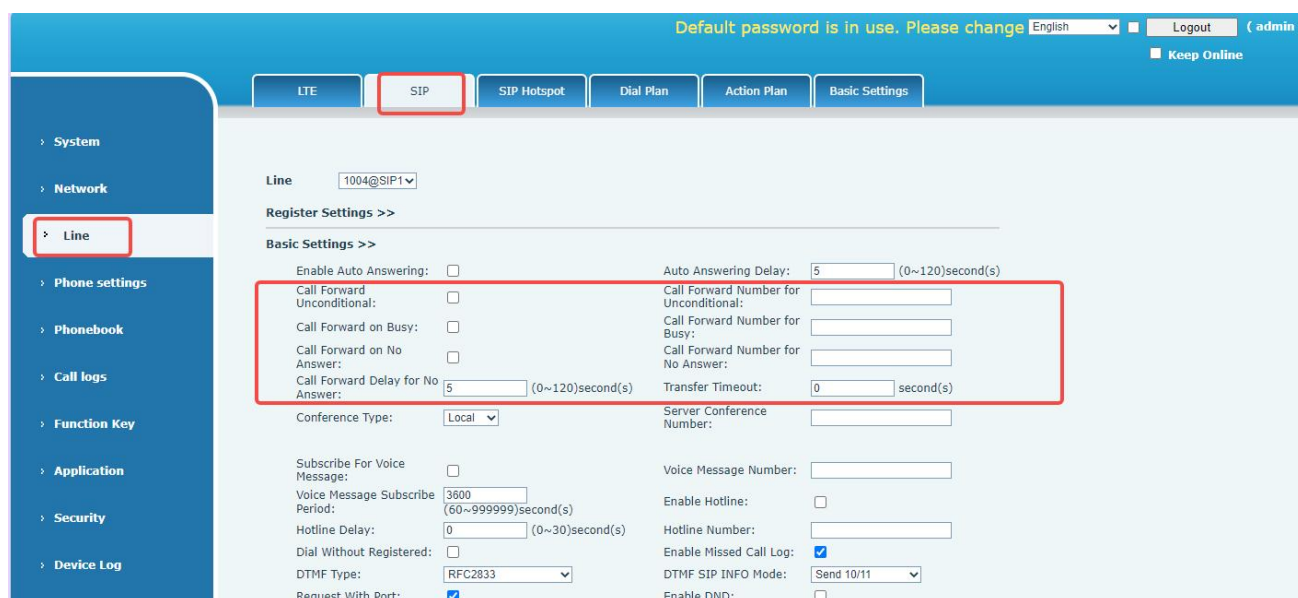 Default password is in use. Please change English Logout ( admin
Keep Online
LTE SIP SIP Hotspot Dial Plan Action Plan Basic Settings
› System
› Network
› Line
› Phone settings
› Phonebook
› Call logs
› Function Key
› Application
› Security
› Device Log
Line 1004@SIP1
Register Settings >>
Basic Settings >>
Enable Auto Answering: Auto Answering Delay: 5 (0~120)second(s)
Call Forward Unconditional: Call Forward Number for Unconditional:
Call Forward on Busy: Call Forward Number for Busy:
Call Forward on No Answer: Call Forward Number for No Answer:
Call Forward Delay for No Answer: 5 (0~120)second(s) Transfer Timeout: 0 second(s)
Conference Type: Local Server Conference Number:
Subscribe For Voice Message: Voice Message Number:
Voice Message Subscribe Period: 3600 (60~999999)second(s) Enable Hotline:
Hotline Delay: 0 (0~30)second(s) Hotline Number:
Dial Without Registered: Enable Missed Call Log:
DTMF Type: RFC2833 DTMF SIP INFO Mode: Send 10/11
Request With Port: Enable DND: